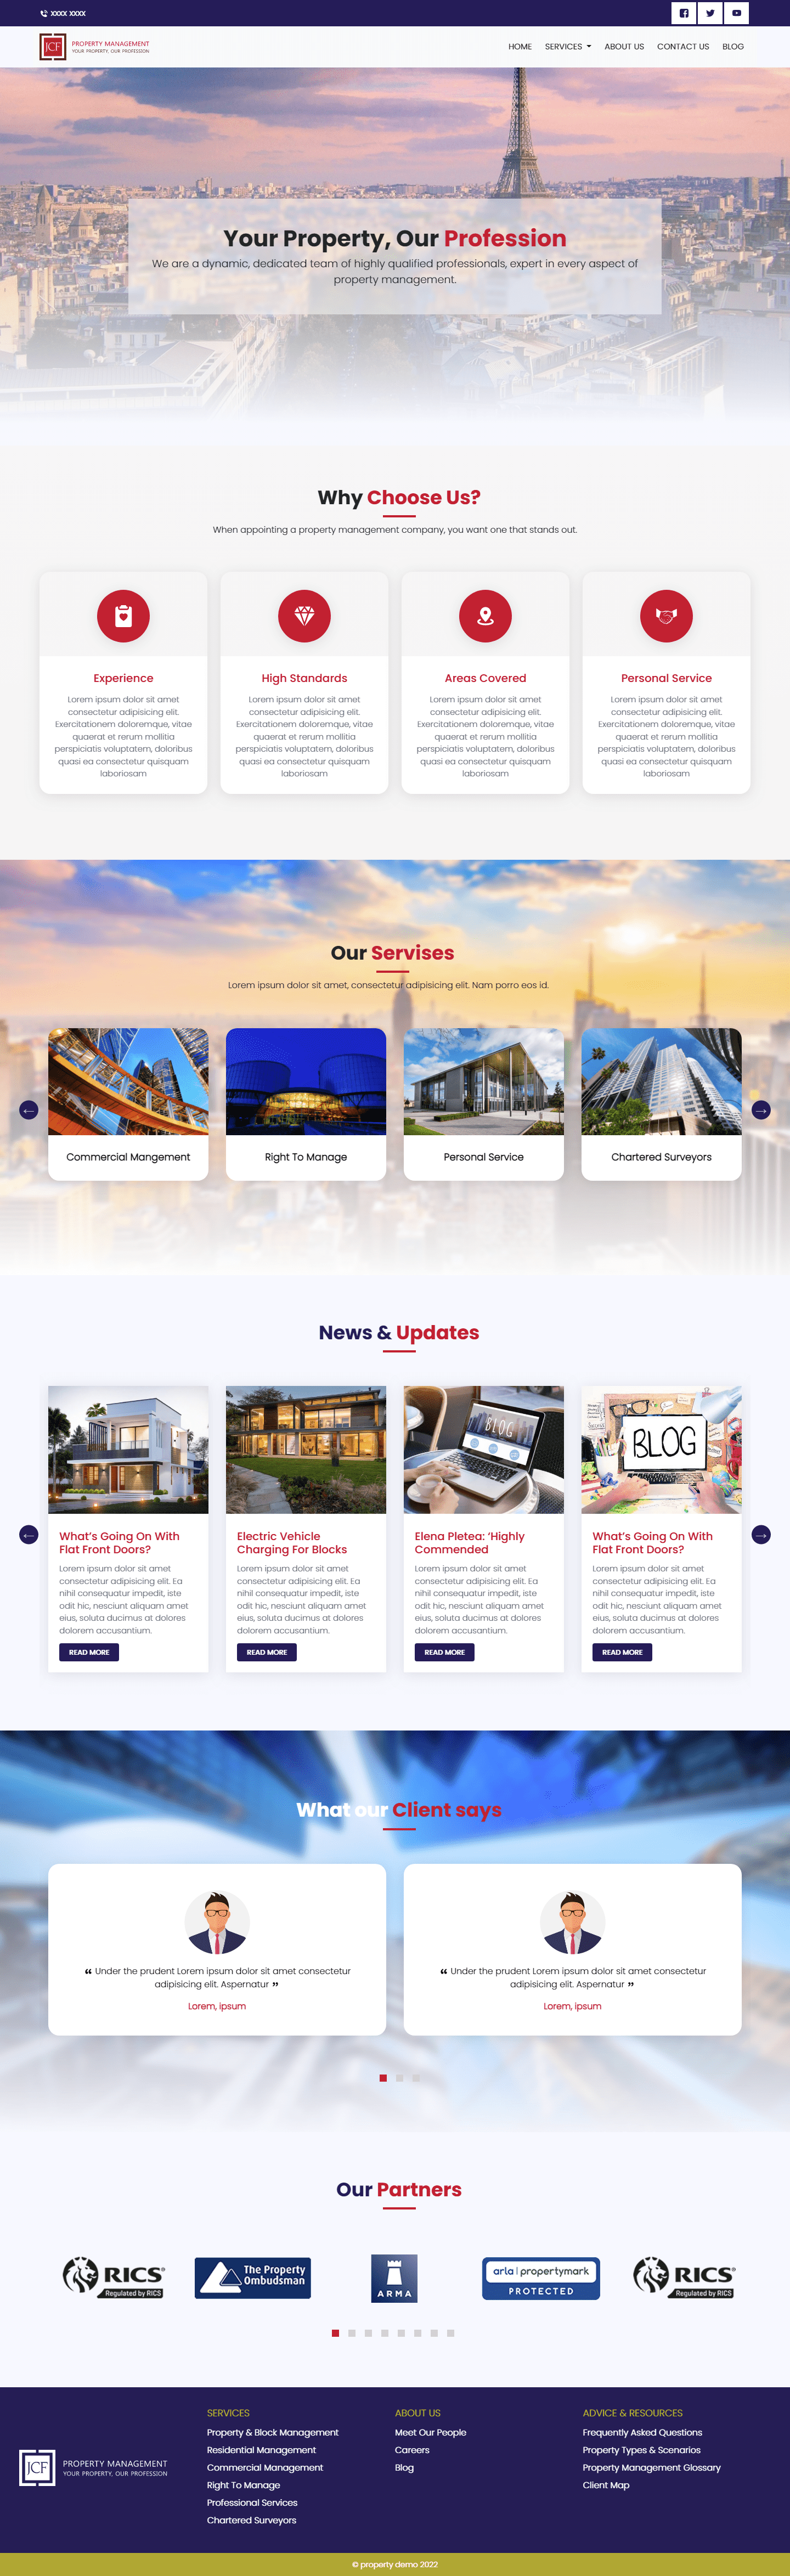 xxxx xxxx
JCF
PROPERTY MANAGEMENT
YOUR PROPERTY, OUR PROFESSION
HOME SERVICES ABOUT US CONTACT US BLOG
Your Property, Our Profession
We are a dynamic, dedicated team of highly qualified professionals, expert in every aspect of
property management.
Why Choose Us?
When appointing a property management company, you want one that stands out.
Experience
Lorem ipsum dolor sit amet
consectetur adipisicing elit.
Exercitationem doloremque, vitae
quaerat et rerum mollitia
perspiciatis voluptatem, doloribus
quasi ea consectetur quisquam
laboriosam
High Standards
Lorem ipsum dolor sit amet
consectetur adipisicing elit.
Exercitationem doloremque, vitae
quaerat et rerum mollitia
perspiciatis voluptatem, doloribus
quasi ea consectetur quisquam
laboriosam
Areas Covered
Lorem ipsum dolor sit amet
consectetur adipisicing elit.
Exercitationem doloremque, vitae
quaerat et rerum mollitia
perspiciatis voluptatem, doloribus
quasi ea consectetur quisquam
laboriosam
Personal Service
Lorem ipsum dolor sit amet
consectetur adipisicing elit.
Exercitationem doloremque, vitae
quaerat et rerum mollitia
perspiciatis voluptatem, doloribus
quasi ea consectetur quisquam
laboriosam
Our Servises
Lorem ipsum dolor sit amet, consectetur adipisicing elit. Nam porro eos id.
Commercial Mangement
Right To Manage
Personal Service
Chartered Surveyors
News & Updates
What's Going On With
Flat Front Doors?
Lorem ipsum dolor sit amet
consectetur adipisicing elit. Ea
nihil consequatur impedit, iste
odit hic, nesciunt aliquam amet
eius, soluta ducimus at dolores
dolorem accusantium.
READ MORE
Electric Vehicle
Charging For Blocks
Lorem ipsum dolor sit amet
consectetur adipisicing elit. Ea
nihil consequatur impedit, iste
odit hic, nesciunt aliquam amet
eius, soluta ducimus at dolores
dolorem accusantium.
READ MORE
BLOG
Elena Pletea: 'Highly
Commended
Lorem ipsum dolor sit amet
consectetur adipisicing elit. Ea
nihil consequatur impedit, iste
odit hic, nesciunt aliquam amet
eius, soluta ducimus at dolores
dolorem accusantium.
READ MORE
BLOG
What's Going On With
Flat Front Doors?
Lorem ipsum dolor sit amet
consectetur adipisicing elit. Ea
nihil consequatur impedit, iste
odit hic, nesciunt aliquam amet
eius, soluta ducimus at dolores
dolorem accusantium.
READ MORE
What our Client says
“ Under the prudent Lorem ipsum dolor sit amet consectetur
adipisicing elit. Aspernatur ”
Lorem, ipsum
“ Under the prudent Lorem ipsum dolor sit amet consectetur
adipisicing elit. Aspernatur ”
Lorem, ipsum
Our Partners
RICS
Regulated by RICS
The Property
Ombudsman
ARMA
arla | propertymark
PROTECTED
RICS
Regulated by RICS
JCF
PROPERTY MANAGEMENT
YOUR PROPERTY, OUR PROFESSION
SERVICES
Property & Block Management
Residential Management
Commercial Management
Right To Manage
Professional Services
Chartered Surveyors
ABOUT US
Meet Our People
Careers
Blog
ADVICE & RESOURCES
Frequently Asked Questions
Property Types & Scenarios
Property Management Glossary
Client Map
© property demo 2022